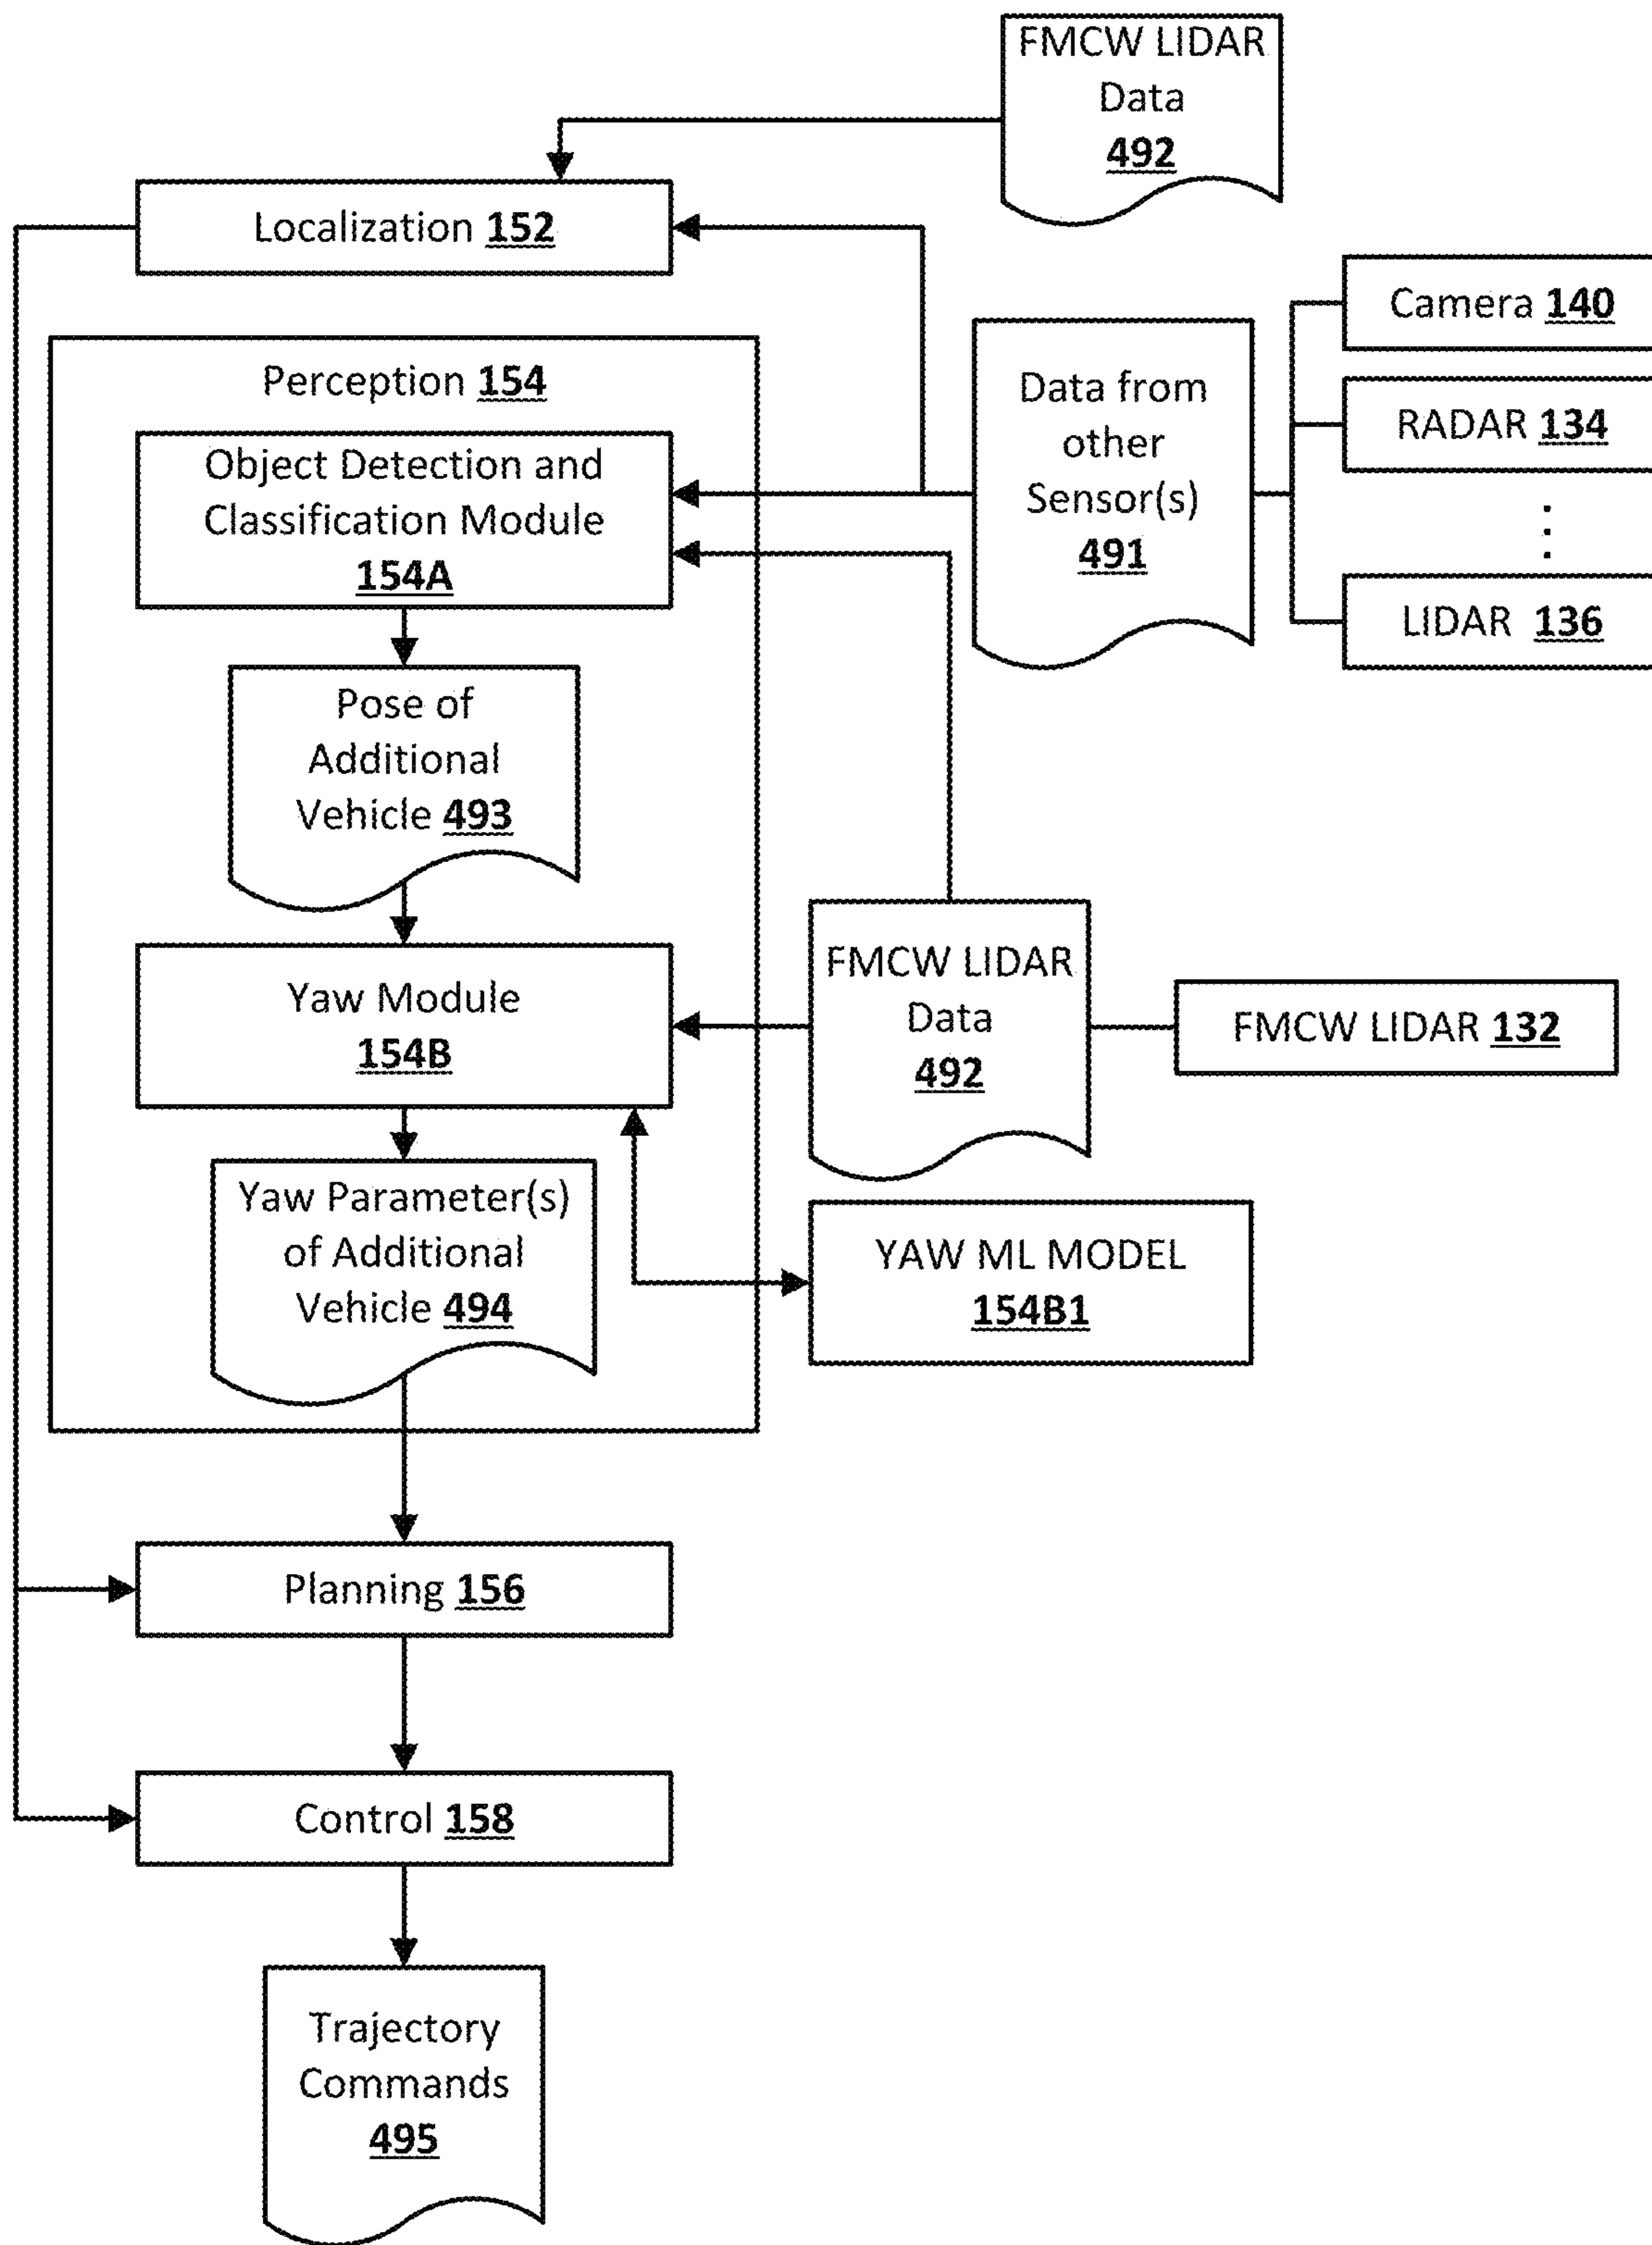 FMCW LIDAR
Data
492
Localization 152
Camera 140
Perception 154
Data from
other
Sensor(s)
491
RADAR 134
Object Detection and
Classification Module
154A
LIDAR 136
Pose of
Additional
Vehicle 493
Yaw Module
154B
FMCW LIDAR
Data
492
FMCW LIDAR 132
Yaw Parameter(s)
of Additional
Vehicle 494
YAW ML MODEL
154B1
Planning 156
Control 158
Trajectory
Commands
495